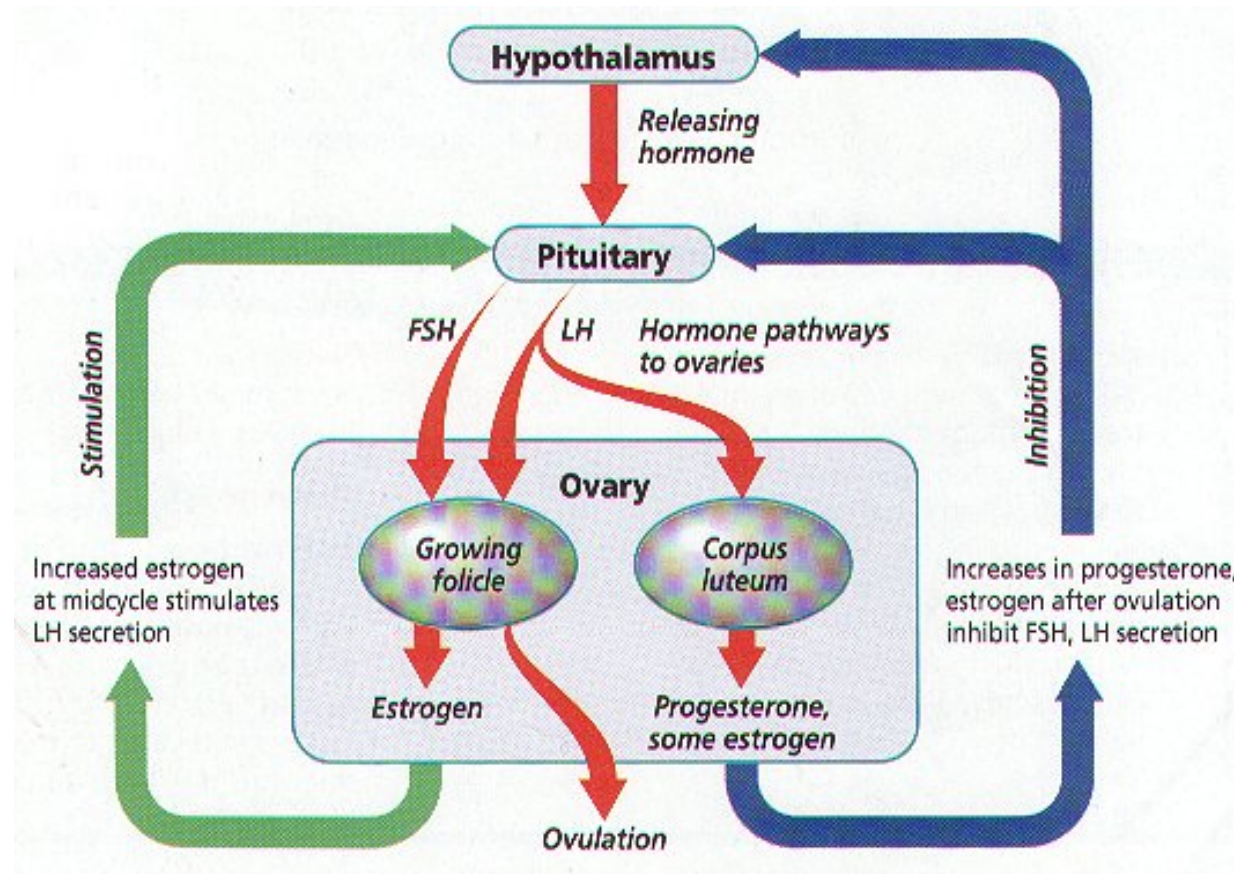 Hypothalamus
Releasing
hormone
Pituitary
FSH
LH
Hormone pathways
to ovaries
Stimulation
Inhibition
Ovary
Growing
folicle
Corpus
luteum
Increased estrogen
at midcycle stimulates
LH secretion
Increases in progesterone,
estrogen after ovulation
inhibit FSH, LH secretion
Estrogen
Progesterone,
some estrogen
Ovulation